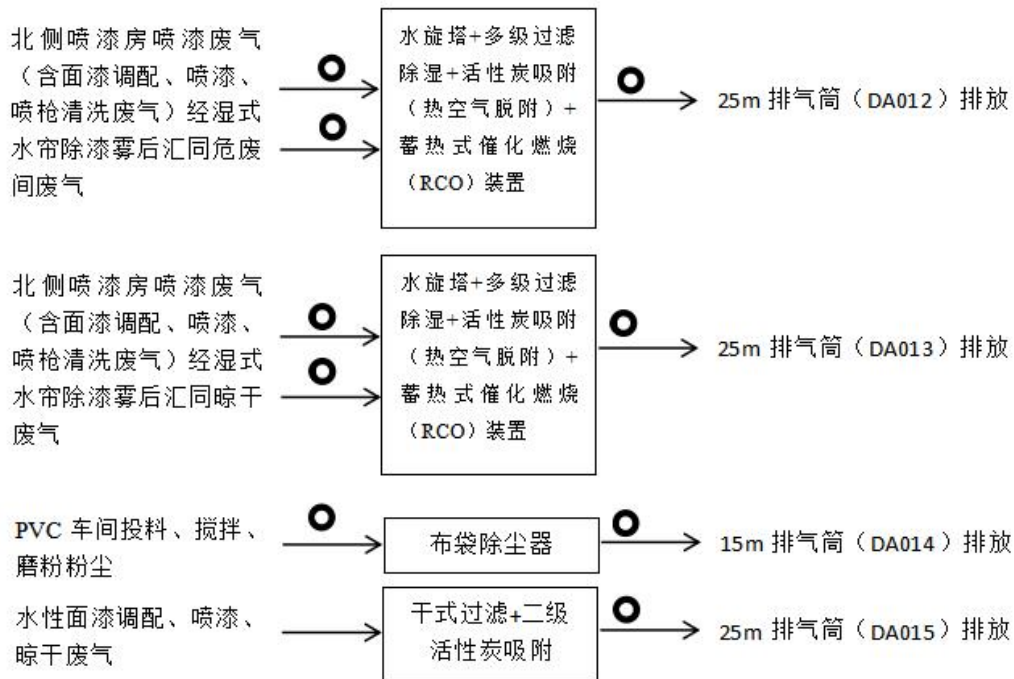 北侧喷漆房喷漆废气
（含面漆调配、喷漆、
喷枪清洗废气）经湿式
水帘除漆雾后汇同危废
间废气
水旋塔+多级过滤
除湿+活性炭吸附
（热空气脱附）+
蓄热式催化燃烧
（RCO）装置
25m 排气筒（DA012）排放
北侧喷漆房喷漆废气
（含面漆调配、喷漆、
喷枪清洗废气）经湿式
水帘除漆雾后汇同晾干
废气
水旋塔+多级过滤
除湿+活性炭吸附
（热空气脱附）+
蓄热式催化燃烧
（RCO）装置
25m 排气筒（DA013）排放
PVC 车间投料、搅拌、
磨粉粉尘
布袋除尘器
15m 排气筒（DA014）排放
水性面漆调配、喷漆、
晾干废气
干式过滤+二级
活性炭吸附
25m 排气筒（DA015）排放